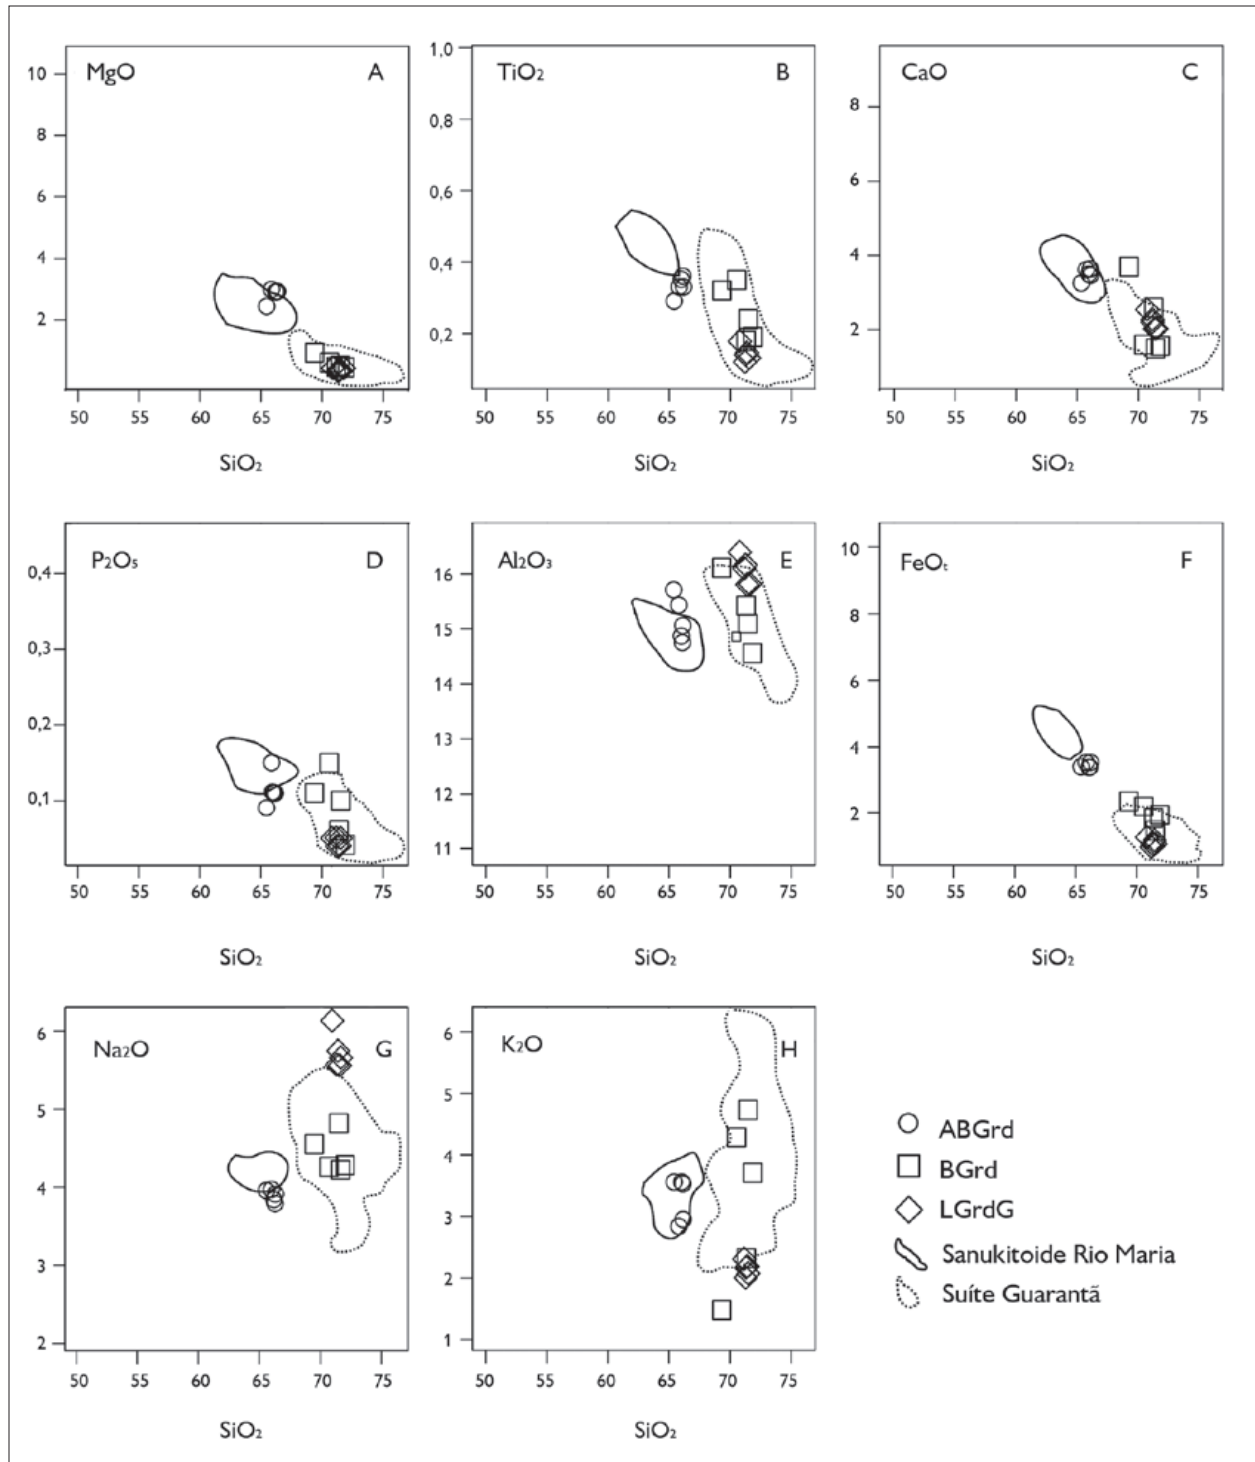 MgO A
10
8
6
4
2
50 55 60 65 70 75
SiO₂
TiO₂ B
1,0
0,8
0,6
0,4
0,2
50 55 60 65 70 75
SiO₂
CaO C
8
6
4
2
50 55 60 65 70 75
SiO₂
P₂O₅ D
0,4
0,3
0,2
0,1
50 55 60 65 70 75
SiO₂
Al₂O₃ E
16
15
14
13
12
11
50 55 60 65 70 75
SiO₂
FeOₜ F
10
8
6
4
2
50 55 60 65 70 75
SiO₂
Na₂O G
6
5
4
3
2
50 55 60 65 70 75
SiO₂
K₂O H
6
5
4
3
2
1
50 55 60 65 70 75
SiO₂
ABGrd
BGrd
LGrdG
Sanukitoide Rio Maria
Suíte Guarantã